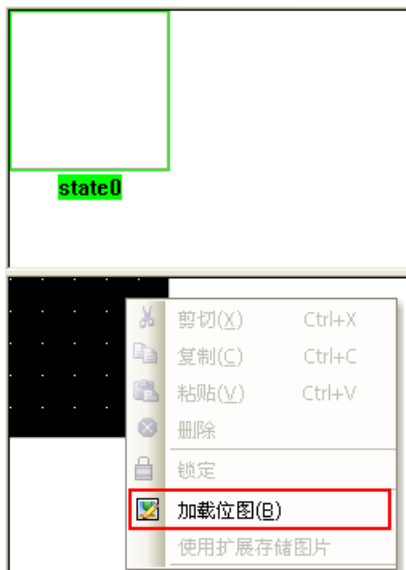 state0
剪切(X) Ctrl+X
复制(C) Ctrl+C
粘贴(V) Ctrl+V
删除
锁定
加载位图(B)
使用扩展存储图片